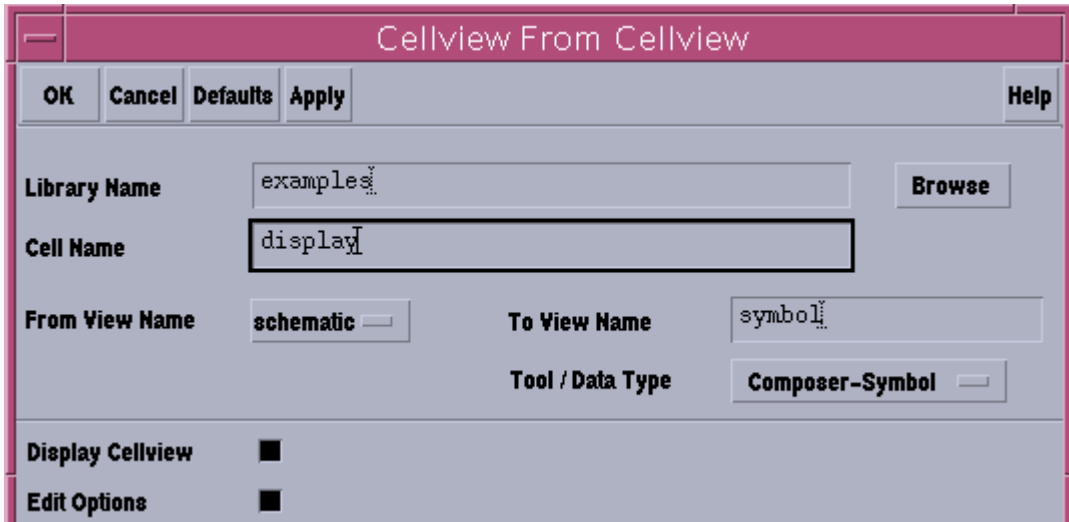 Cellview From Cellview
OK Cancel Defaults Apply Help
Library Name examples Browse
Cell Name display
From View Name schematic To View Name symbol
Tool / Data Type Composer-Symbol
Display Cellview
Edit Options